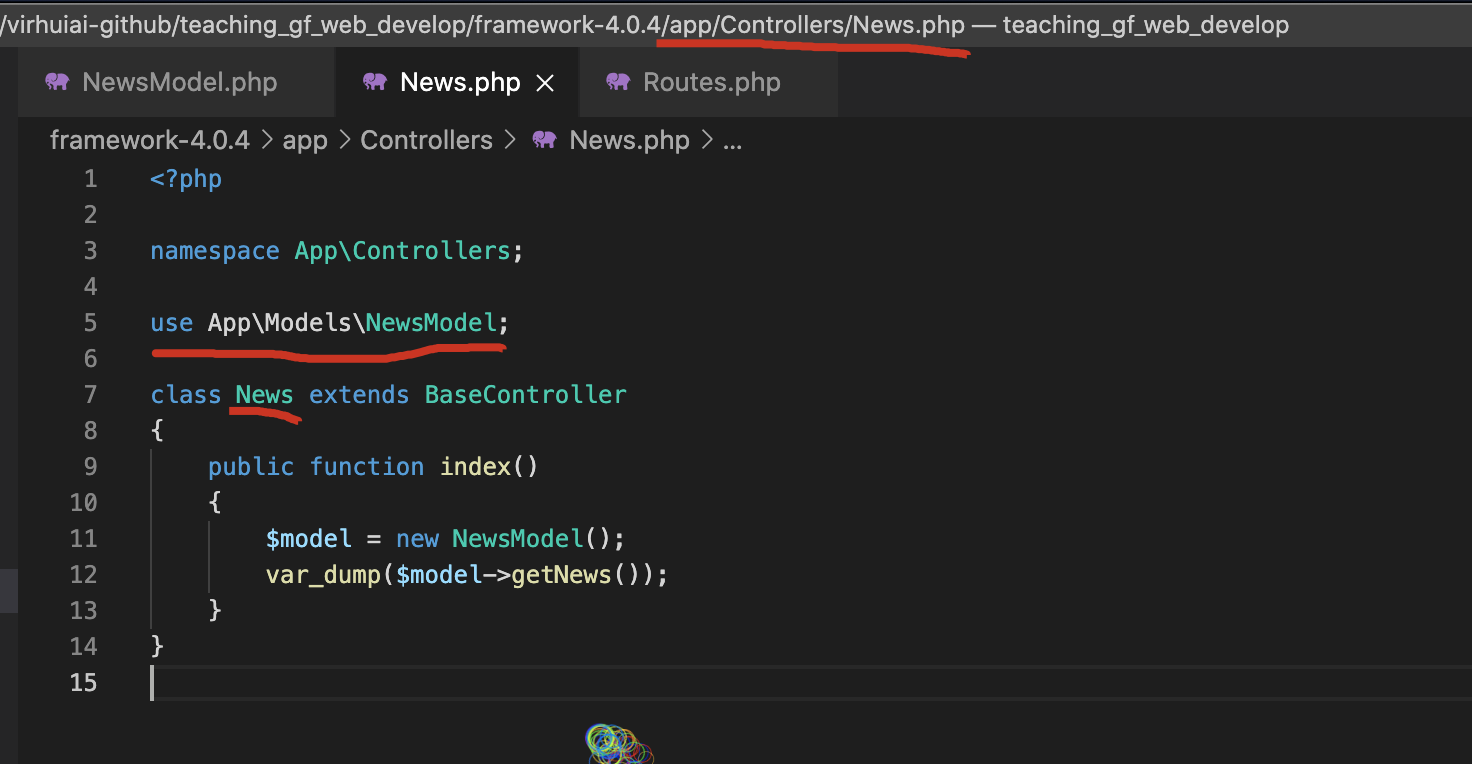 /virhuiai-github/teaching_gf_web_develop/framework-4.0.4/app/Controllers/News.php — teaching_gf_web_develop
NewsModel.php News.php × Routes.php
framework-4.0.4 > app > Controllers > News.php > ...
1 <?php
2
3 namespace App\Controllers;
4
5 use App\Models\NewsModel;
6
7 class News extends BaseController
8 {
9 public function index()
10 {
11 $model = new NewsModel();
12 var_dump($model->getNews());
13 }
14 }
15